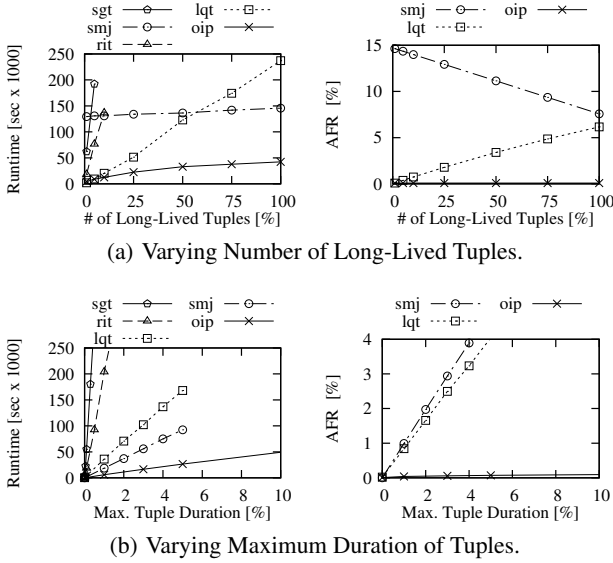 sgt
smj
rit
lqt
oip
Runtime [sec x 1000]
250
200
150
100
50
0
0 25 50 75 100
# of Long-Lived Tuples [%]
smj
lqt
oip
AFR [%]
15
10
5
0
0 25 50 75 100
# of Long-Lived Tuples [%]
(a) Varying Number of Long-Lived Tuples.
sgt
rit
lqt
smj
oip
Runtime [sec x 1000]
250
200
150
100
50
0
0 2 4 6 8 10
Max. Tuple Duration [%]
smj
lqt
oip
AFR [%]
4
3
2
1
0
0 2 4 6 8 10
Max. Tuple Duration [%]
(b) Varying Maximum Duration of Tuples.